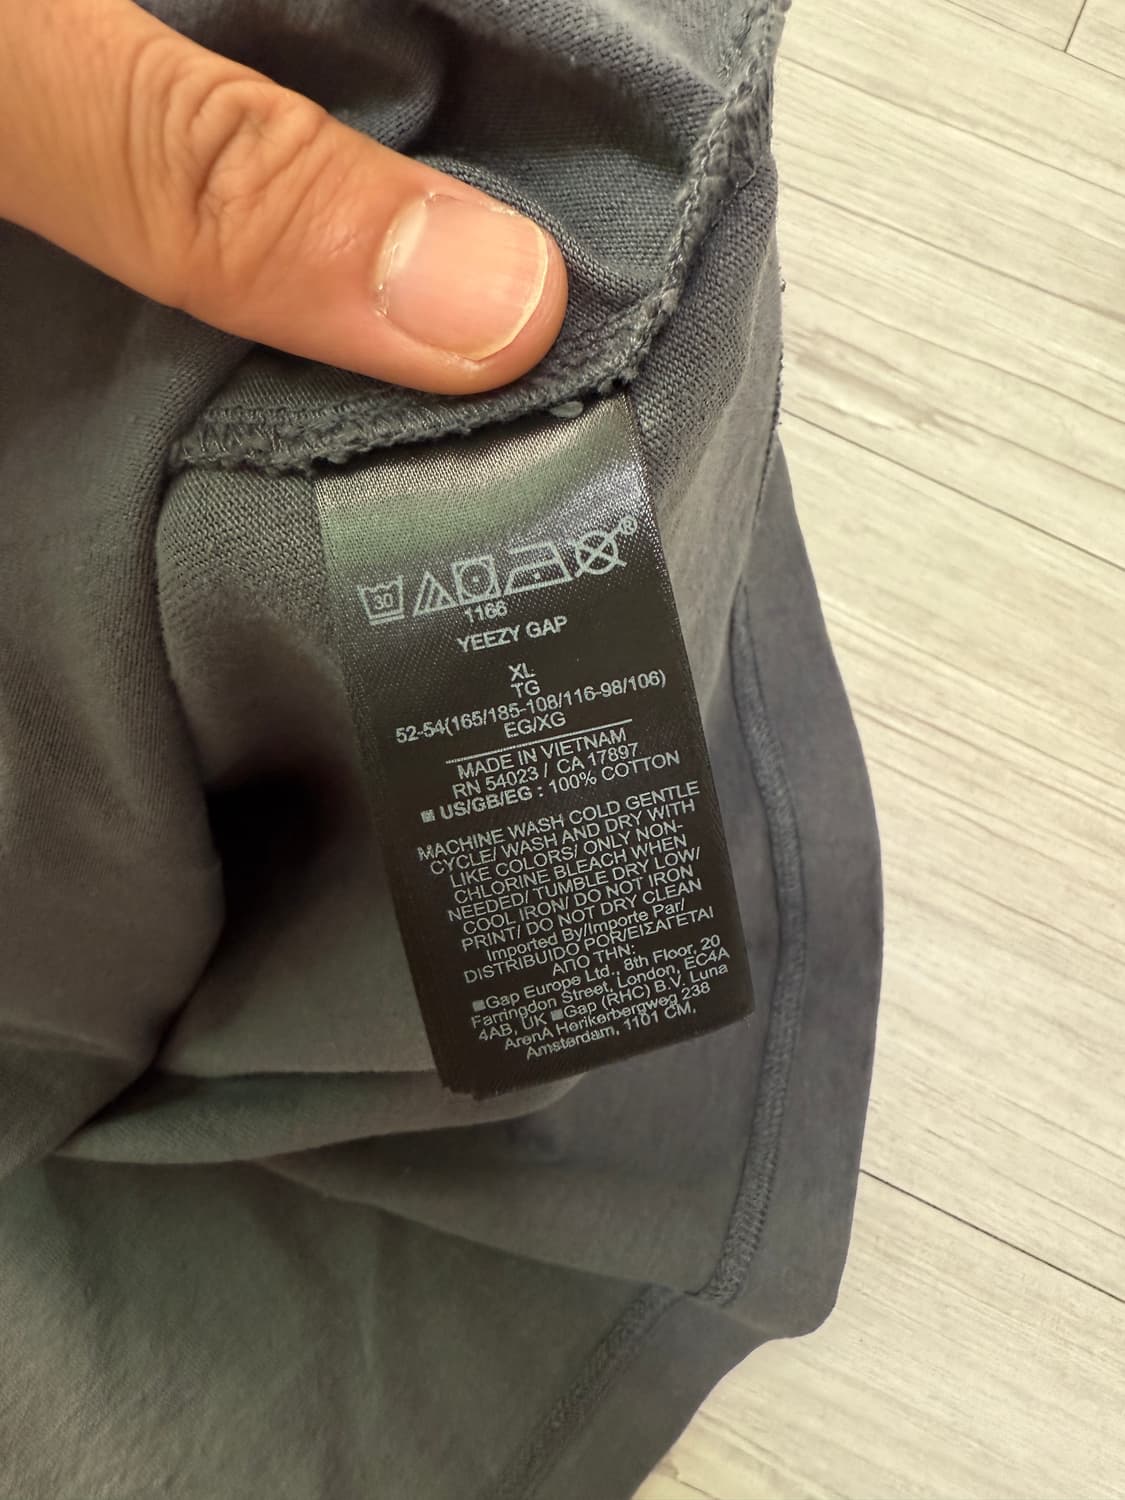 30
®
1166
YEEZY GAP
XL
TG
52-54(165/185-108/116-98/106)
EG/XG
MADE IN VIETNAM
RN 54023 / CA 17897
US/GB/EG : 100% COTTON
MACHINE WASH COLD GENTLE
CYCLE/ WASH AND DRY WITH
LIKE COLORS/ ONLY NON-
CHLORINE BLEACH WHEN
NEEDED/ TUMBLE DRY LOW/
COOL IRON/ DO NOT IRON
PRINT/ DO NOT DRY CLEAN
Imported By/Importe Par/
DISTRIBUIDO POR/ΕΙΣΑΓΕΤΑΙ
ΑΠΟ ΤΗΝ:
Gap Europe Ltd., 8th Floor, 20
Farringdon Street, London, EC4A
4AB, UK Gap (RHC) B.V. Luna
ArenA Herikerbergweg 238
Amsterdam, 1101 CM,